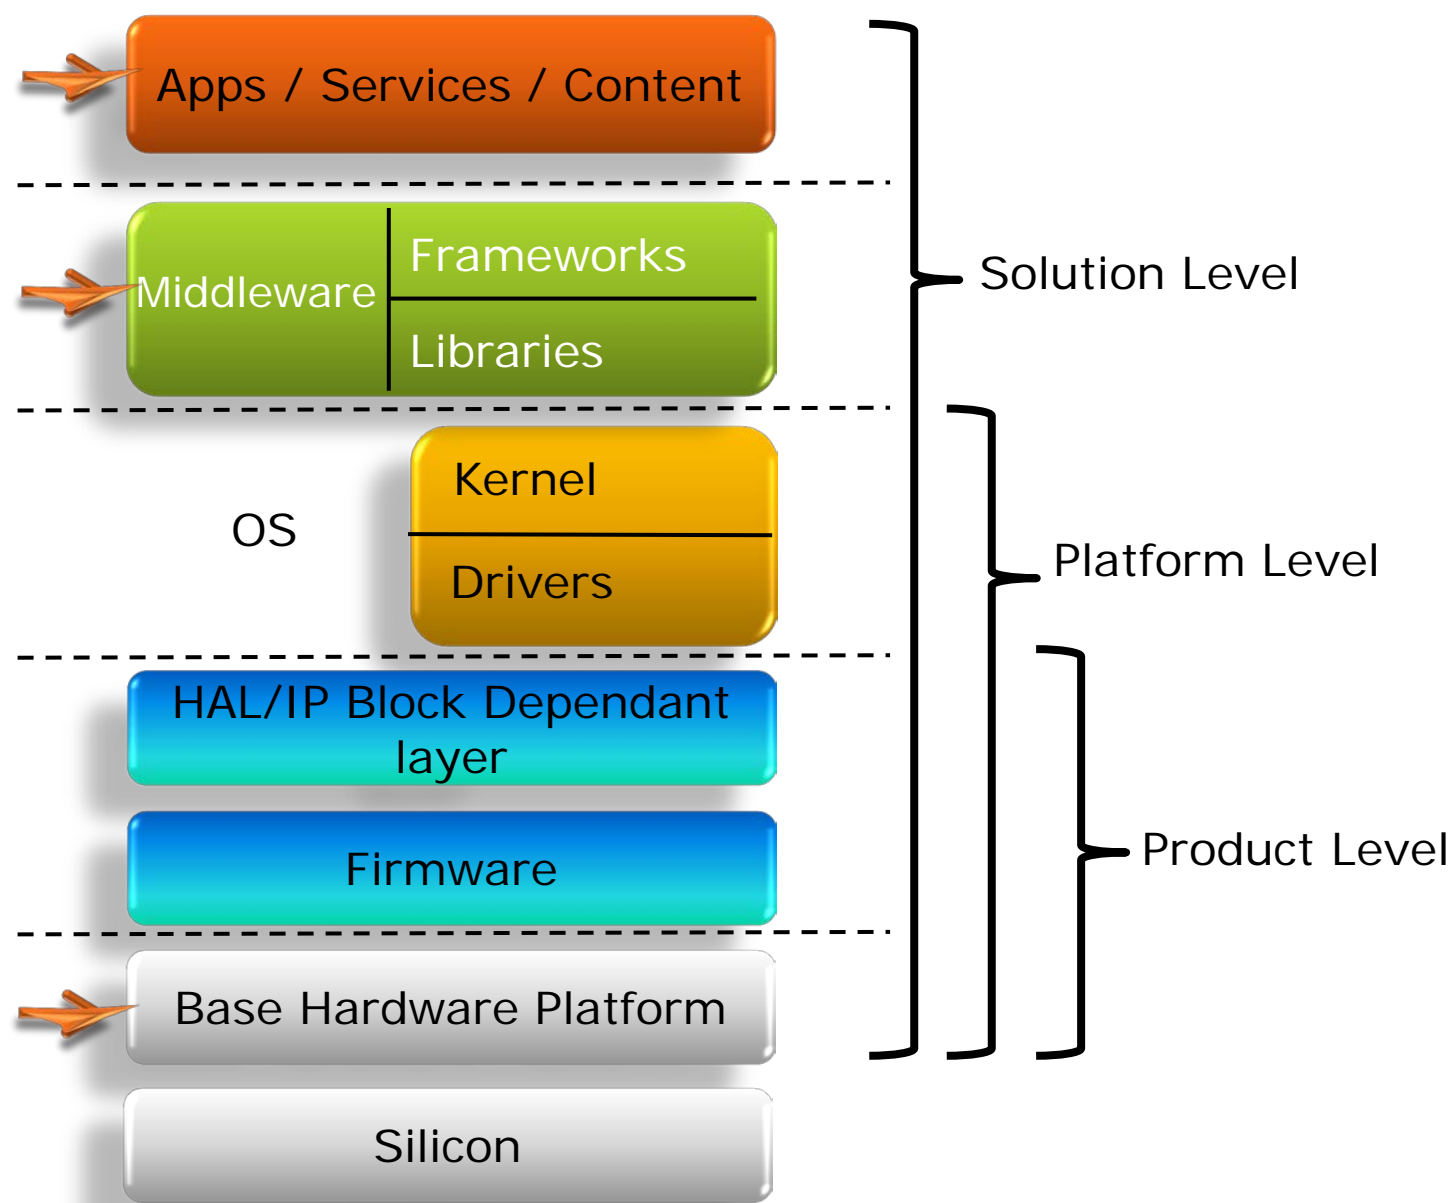 Apps / Services / Content
Middleware
Frameworks
Libraries
Solution Level
OS
Kernel
Drivers
Platform Level
HAL/IP Block Dependant
layer
Firmware
Product Level
Base Hardware Platform
Silicon